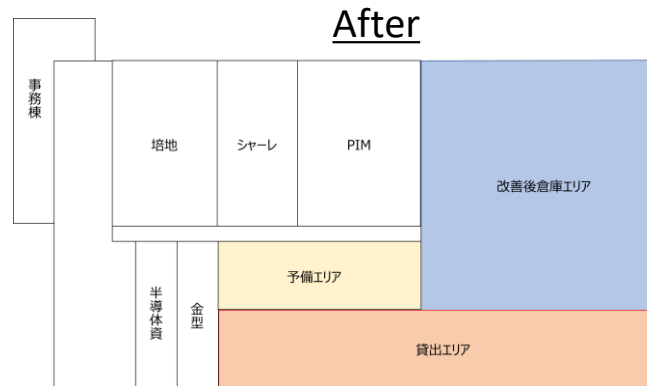 After
事務棟
培地
シャーレ
PIM
改善後倉庫エリア
予備エリア
半導体資
金型
貸出エリア